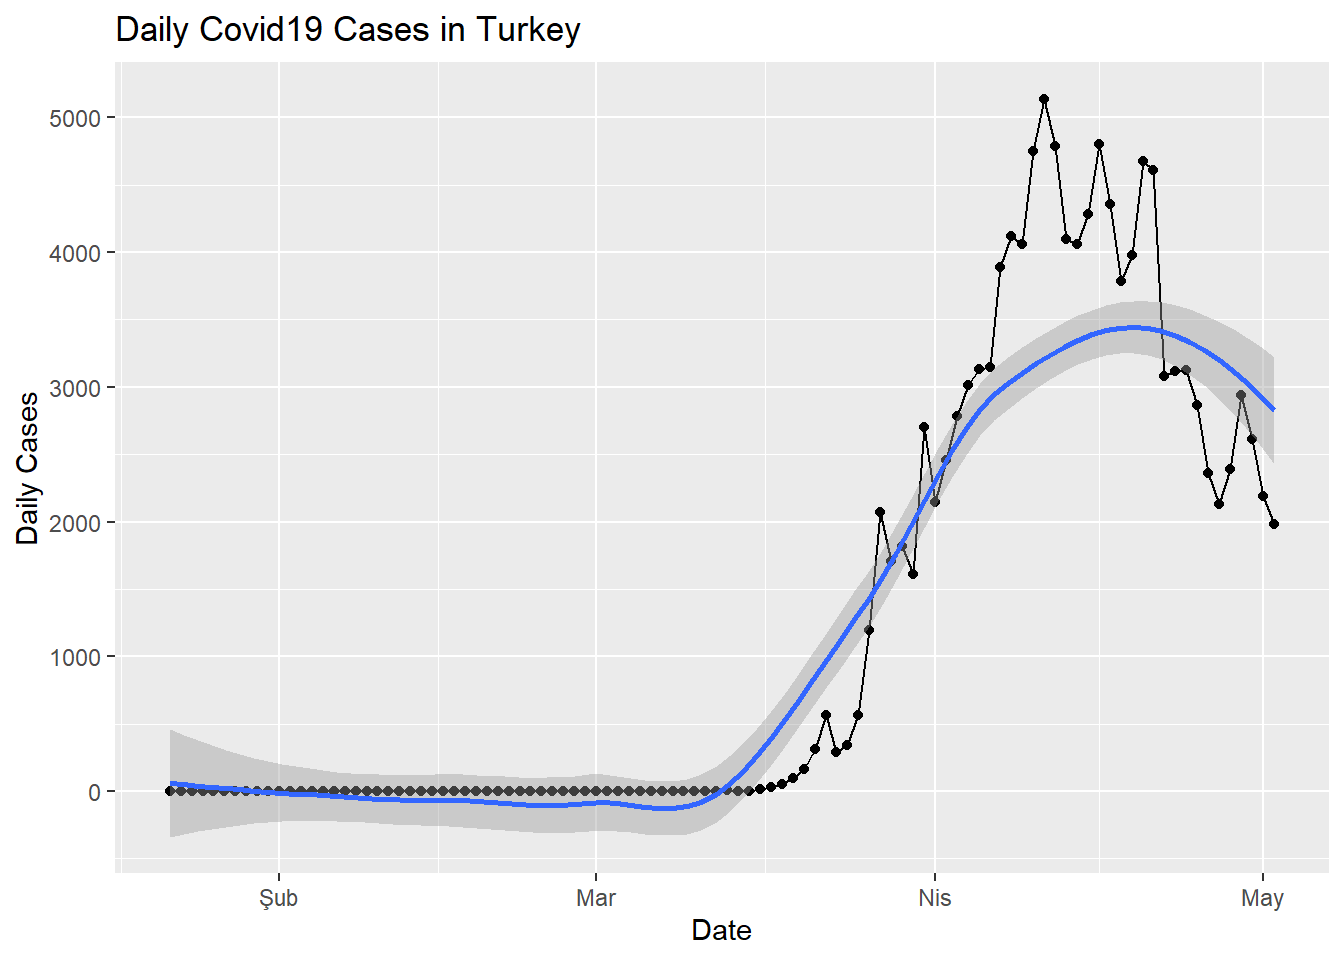 Daily Covid19 Cases in Turkey
5000
4000
3000
2000
1000
0
Daily Cases
Şub
Mar
Nis
May
Date